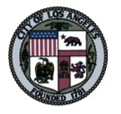 CITY OF LOS ANGELES
FOUNDED 1781